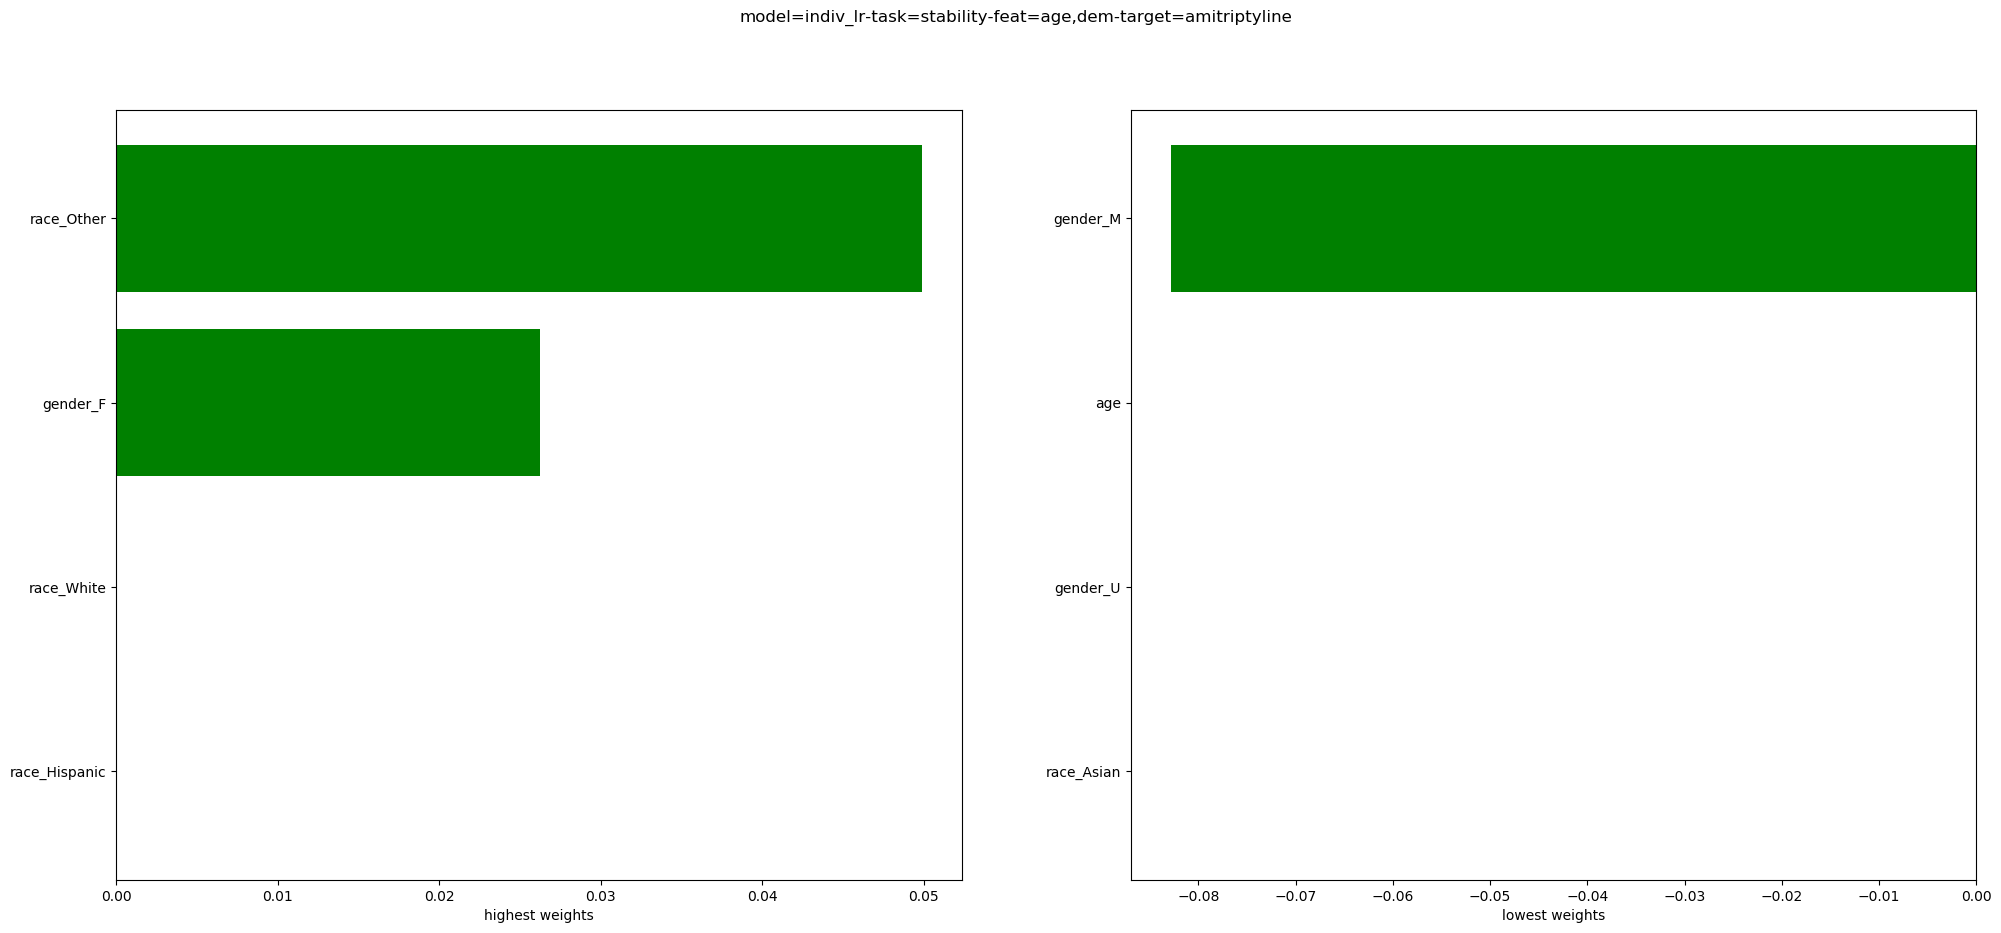 model=indiv_lr-task=stability-feat=age,dem-target=amitriptyline
race_Other
gender_F
race_White
race_Hispanic
0.00 0.01 0.02 0.03 0.04 0.05
highest weights
gender_M
age
gender_U
race_Asian
−0.08 −0.07 −0.06 −0.05 −0.04 −0.03 −0.02 −0.01 0.00
lowest weights